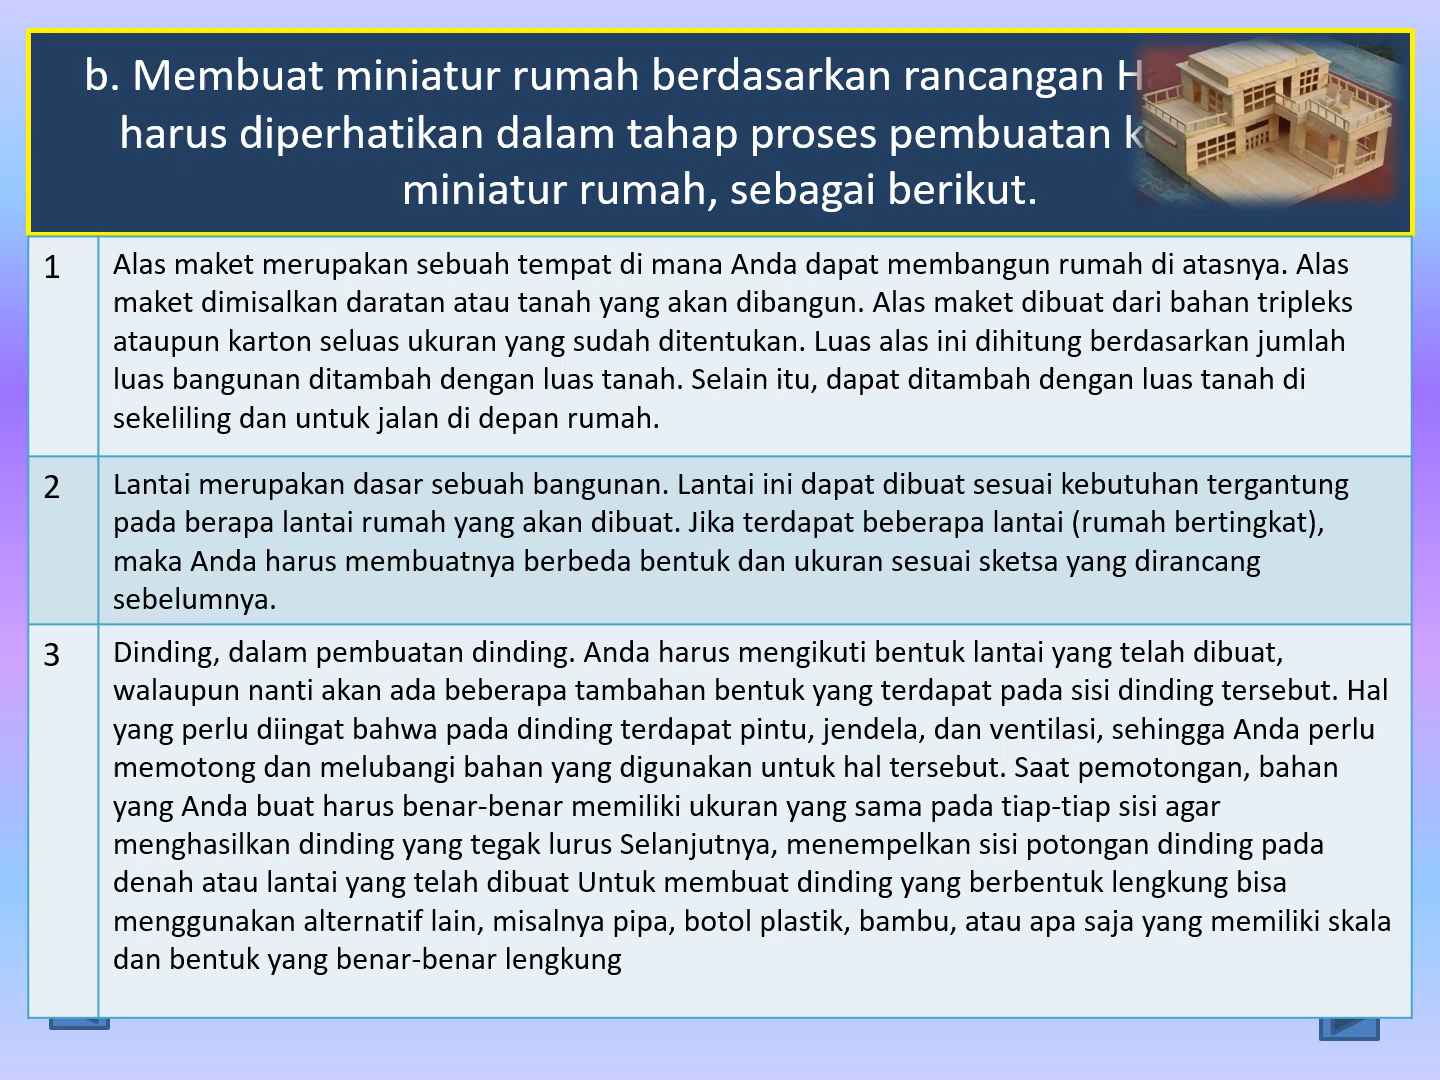 b. Membuat miniatur rumah berdasarkan rancangan
harus diperhatikan dalam tahap proses pembuatan
miniatur rumah, sebagai berikut.
1
Alas maket merupakan sebuah tempat di mana Anda dapat membangun rumah di atasnya. Alas
maket dimisalkan daratan atau tanah yang akan dibangun. Alas maket dibuat dari bahan tripleks
ataupun karton seluas ukuran yang sudah ditentukan. Luas alas ini dihitung berdasarkan jumlah
luas bangunan ditambah dengan luas tanah. Selain itu, dapat ditambah dengan luas tanah di
sekeliling dan untuk jalan di depan rumah.
2
Lantai merupakan dasar sebuah bangunan. Lantai ini dapat dibuat sesuai kebutuhan tergantung
pada berapa lantai rumah yang akan dibuat. Jika terdapat beberapa lantai (rumah bertingkat),
maka Anda harus membuatnya berbeda bentuk dan ukuran sesuai sketsa yang dirancang
sebelumnya.
3
Dinding, dalam pembuatan dinding. Anda harus mengikuti bentuk lantai yang telah dibuat,
walaupun nanti akan ada beberapa tambahan bentuk yang terdapat pada sisi dinding tersebut. Hal
yang perlu diingat bahwa pada dinding terdapat pintu, jendela, dan ventilasi, sehingga Anda perlu
memotong dan melubangi bahan yang digunakan untuk hal tersebut. Saat pemotongan, bahan
yang Anda buat harus benar-benar memiliki ukuran yang sama pada tiap-tiap sisi agar
menghasilkan dinding yang tegak lurus Selanjutnya, menempelkan sisi potongan dinding pada
denah atau lantai yang telah dibuat Untuk membuat dinding yang berbentuk lengkung bisa
menggunakan alternatif lain, misalnya pipa, botol plastik, bambu, atau apa saja yang memiliki skala
dan bentuk yang benar-benar lengkung